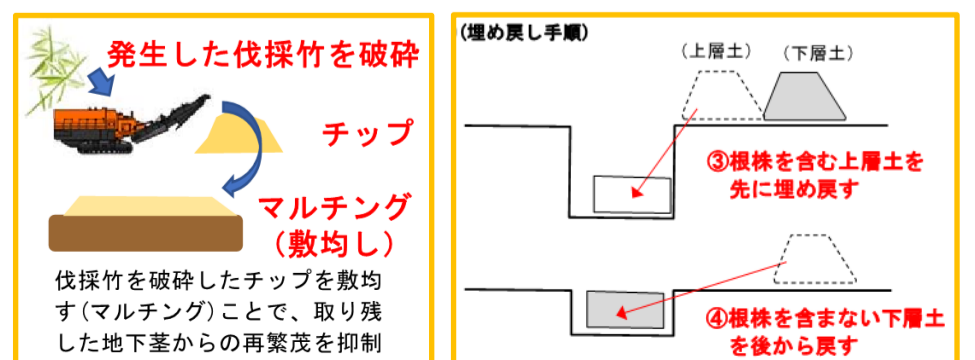 発生した伐採竹を破砕
チップ
マルチング
（敷均し）
伐採竹を破砕したチップを敷均
す(マルチング)ことで、取り残
した地下茎からの再繁茂を抑制
(埋め戻し手順)
（上層土）
（下層土）
③根株を含む上層土を
先に埋め戻す
④根株を含まない下層土
を後から戻す